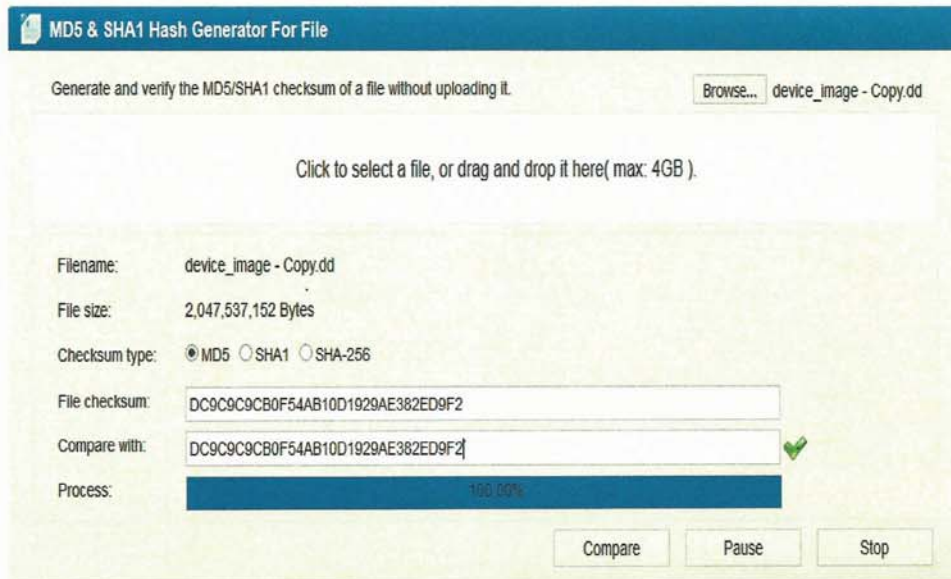 MD5 & SHA1 Hash Generator For File
Generate and verify the MD5/SHA1 checksum of a file without uploading it.
Browse... device_image - Copy.dd
Click to select a file, or drag and drop it here( max: 4GB ).
Filename: device_image - Copy.dd
File size: 2,047,537,152 Bytes
Checksum type: MD5 SHA1 SHA-256
File checksum: DC9C9C9CB0F54AB10D1929AE382ED9F2
Compare with: DC9C9C9CB0F54AB10D1929AE382ED9F2
Process: 100.00%
Compare Pause Stop